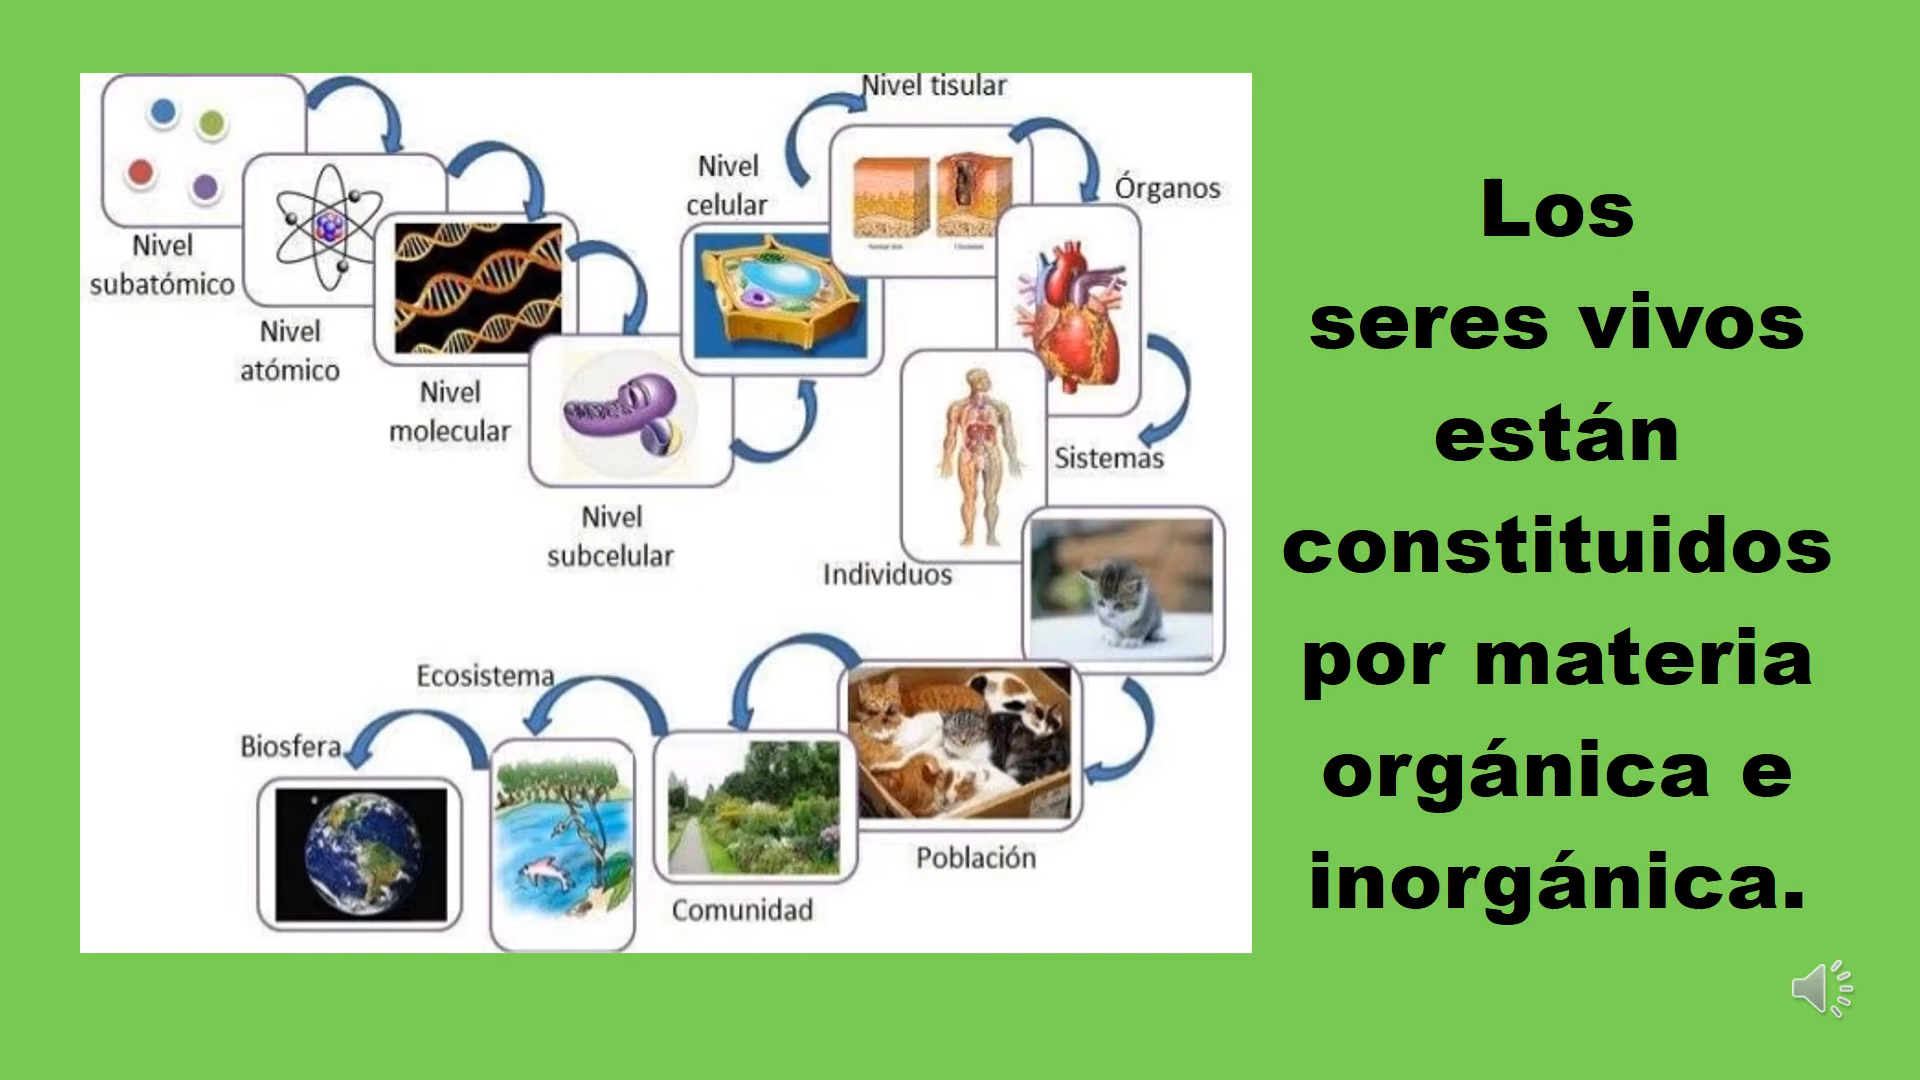 Nivel
subatómico
Nivel
atómico
Nivel
molecular
Nivel
subcelular
Nivel
celular
Nivel tisular
Órganos
Sistemas
Individuos
Población
Comunidad
Ecosistema
Biosfera
Los
seres vivos
están
constituidos
por materia
orgánica e
inorgánica.